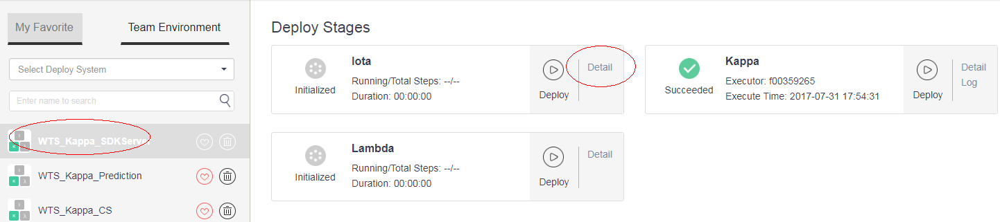 My Favorite
Team Environment
Select Deploy System
Enter name to search
WTS_Kappa_SDKServer
WTS_Kappa_Prediction
WTS_Kappa_CS
Deploy Stages
Iota
Initialized
Running/Total Steps: --/--
Duration: 00:00:00
Deploy
Detail
Kappa
Succeeded
Executor: f00359265
Execute Time: 2017-07-31 17:54:31
Deploy
Detail
Log
Lambda
Initialized
Running/Total Steps: --/--
Duration: 00:00:00
Deploy
Detail